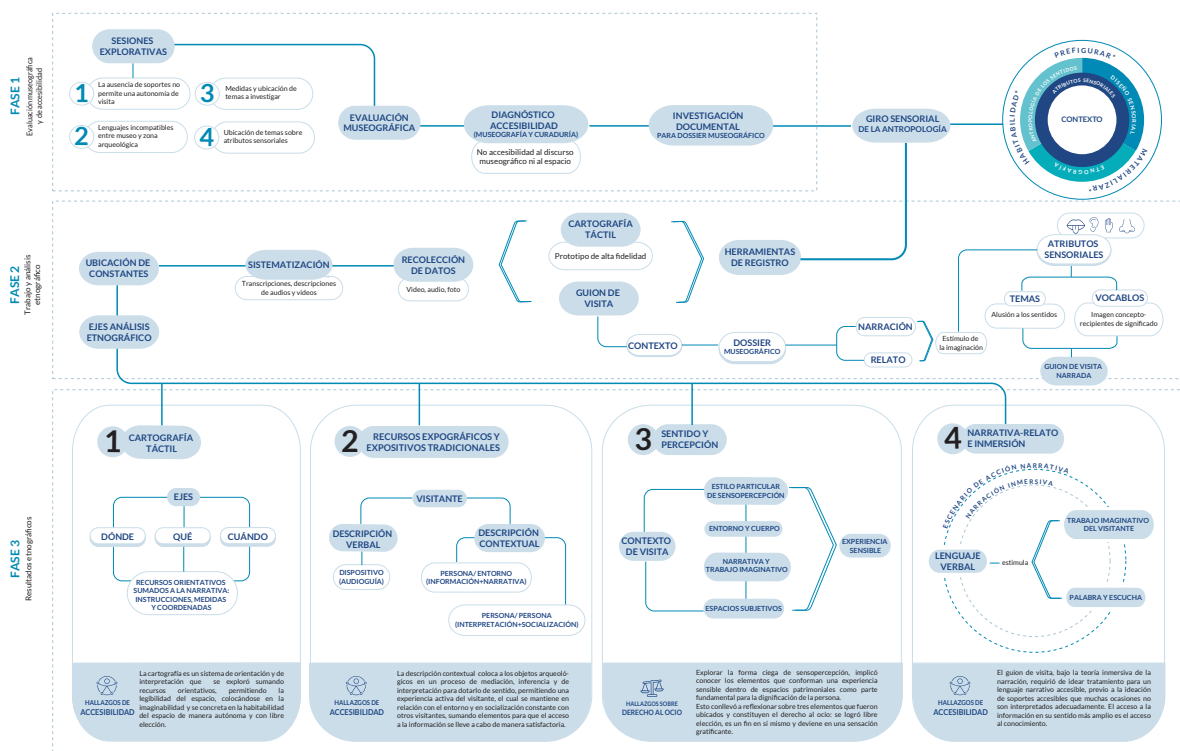 FASE 1
Evaluación museográfica
y de accesibilidad
SESIONES
EXPLORATIVAS
1
La ausencia de soportes no
permite una autonomía de
visita
2
Lenguajes incompatibles
entre museo y zona
arqueológica
3
Medidas y ubicación de
temas a investigar
4
Ubicación de temas sobre
atributos sensoriales
EVALUACIÓN
MUSEOGRÁFICA
DIAGNÓSTICO
ACCESIBILIDAD
(MUSEOGRAFÍA Y CURADURÍA)
No accesibilidad al discurso
museográfico ni al espacio
INVESTIGACIÓN
DOCUMENTAL
PARA DOSSIER MUSEOGRÁFICO
GIRO SENSORIAL
DE LA ANTROPOLOGÍA
PREFIGURAR*
MATERIALIZAR*
HABITABILIDAD*
ANTROPOLOGÍA DE LOS SENTIDOS
DISEÑO SENSORIAL
ETNOGRAFÍA
ATRIBUTOS SENSORIALES
CONTEXTO
FASE 2
Trabajo y análisis
etnográfico
UBICACIÓN DE
CONSTANTES
SISTEMATIZACIÓN
Transcripciones, descripciones
de audios y videos
RECOLECCIÓN
DE DATOS
Video, audio, foto
CARTOGRAFÍA
TÁCTIL
Prototipo de alta fidelidad
GUION DE
VISITA
HERRAMIENTAS
DE REGISTRO
EJES ANÁLISIS
ETNOGRÁFICO
CONTEXTO
DOSSIER
MUSEOGRÁFICO
NARRACIÓN
RELATO
Estímulo de
la imaginación
ATRIBUTOS
SENSORIALES
TEMAS
Alusión a los sentidos
VOCABLOS
Imagen concepto-
recipientes de significado
GUION DE VISITA
NARRADA
FASE 3
Resultados etnográficos
1
CARTOGRAFÍA
TÁCTIL
EJES
DÓNDE
QUÉ
CUÁNDO
RECURSOS ORIENTATIVOS
SUMADOS A LA NARRATIVA:
INSTRUCCIONES, MEDIDAS
Y COORDENADAS
HALLAZGOS DE
ACCESIBILIDAD
La cartografía es un sistema de orientación y de
interpretación que se exploró sumando
recursos orientativos, permitiendo la
legibilidad del espacio, colocándose en la
imaginabilidad y se concreta en la habitabilidad
del espacio de manera autónoma y con libre
elección.
2
RECURSOS EXPOGRÁFICOS Y
EXPOSITIVOS TRADICIONALES
VISITANTE
DESCRIPCIÓN
VERBAL
DISPOSITIVO
(AUDIOGUÍA)
DESCRIPCIÓN
CONTEXTUAL
PERSONA/ ENTORNO
(INFORMACIÓN+NARRATIVA)
PERSONA/ PERSONA
(INTERPRETACIÓN+SOCIALIZACIÓN)
HALLAZGOS DE
ACCESIBILIDAD
La descripción contextual coloca a los objetos arqueoló-
gicos en un proceso de mediación, inferencia y de
interpretación para dotarlo de sentido, permitiendo una
experiencia activa del visitante, el cual se mantiene en
relación con el entorno y en socialización constante con
otros visitantes, sumando elementos para que el acceso
a la información se lleve a cabo de manera satisfactoria.
3
SENTIDO Y
PERCEPCIÓN
CONTEXTO
DE VISITA
ESTILO PARTICULAR
DE SENSOPERCEPCIÓN
ENTORNO Y CUERPO
NARRATIVA Y
TRABAJO IMAGINATIVO
ESPACIOS SUBJETIVOS
EXPERIENCIA
SENSIBLE
HALLAZGOS SOBRE
DERECHO AL OCIO
Explorar la forma ciega de sensopercepción, implicó
conocer los elementos que conforman una experiencia
sensible dentro de espacios patrimoniales como parte
fundamental para la dignificación de la persona.
Esto conllevó a reflexionar sobre tres elementos que fueron
ubicados y constituyen el derecho al ocio: se logró libre
elección, es un fin en sí mismo y deviene en una sensación
gratificante.
4
NARRATIVA-RELATO
E INMERSIÓN
ESCENARIO DE ACCIÓN NARRATIVA
NARRACIÓN INMERSIVA
LENGUAJE
VERBAL
estimula
TRABAJO IMAGINATIVO
DEL VISITANTE
PALABRA Y ESCUCHA
HALLAZGOS DE
ACCESIBILIDAD
El guion de visita, bajo la teoría inmersiva de la
narración, requirió de idear tratamiento para un
lenguaje narrativo accesible, previo a la ideación
de soportes accesibles que muchas ocasiones no
son interpretados adecuadamente. El acceso a la
información en su sentido más amplio es el acceso
al conocimiento.